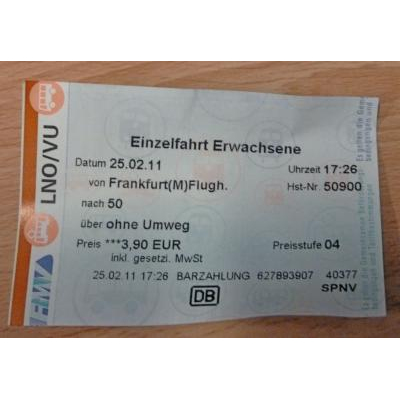 LNO/VU
RMV
Einzelfahrt Erwachsene
Datum 25.02.11 Uhrzeit 17:26
von Frankfurt(M)Flugh. Hst-Nr. 50900
nach 50
über ohne Umweg
Preis ***3,90 EUR Preisstufe 04
inkl. gesetzl. MwSt
25.02.11 17:26 BARZAHLUNG 627893907 40377
DB SPNV